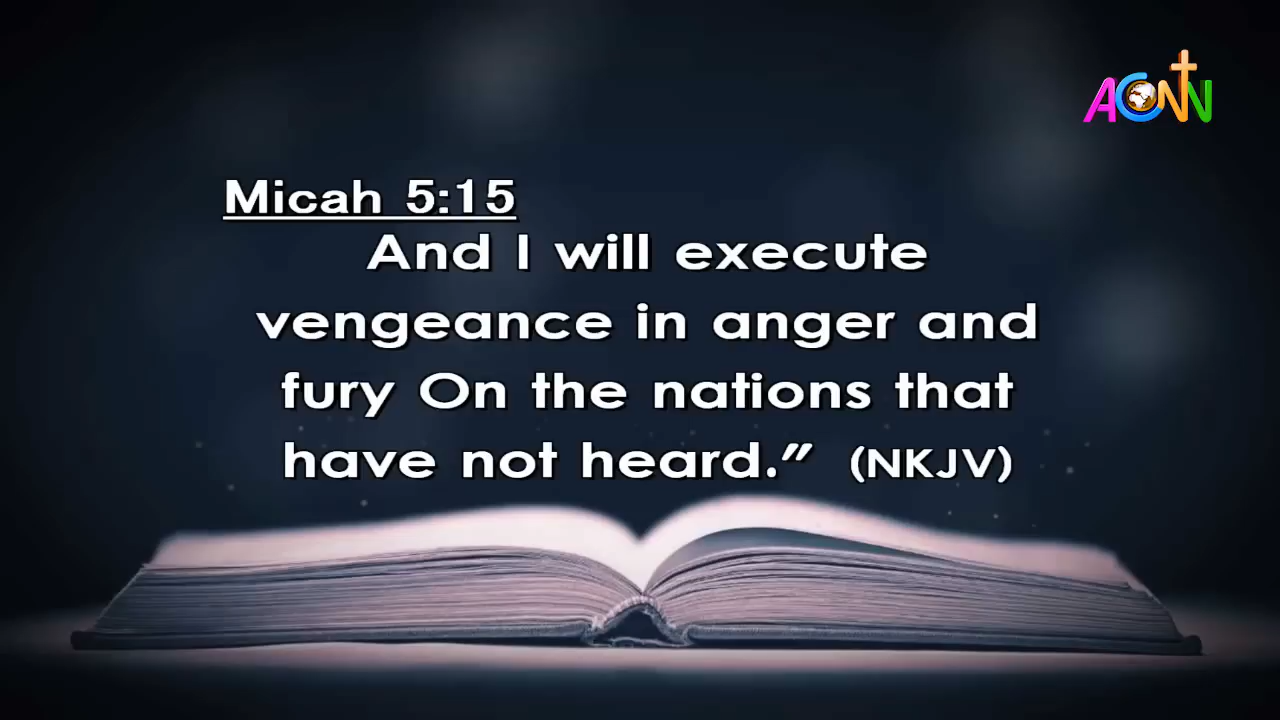 ACNN
Micah 5:15
And I will execute
vengeance in anger and
fury On the nations that
have not heard.” (NKJV)